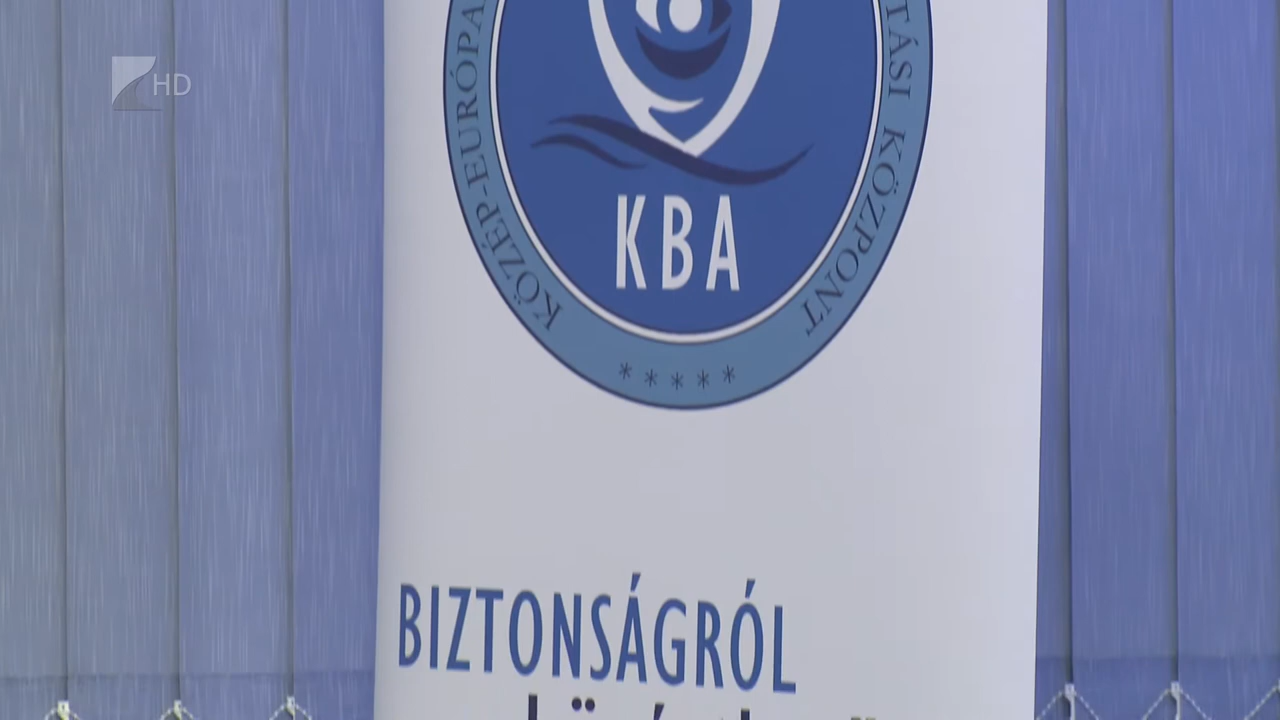 HD
KÖZÉP-EURÓPA
TÁSI KÖZPONT
KBA
*****
BIZTONSÁGRÓL